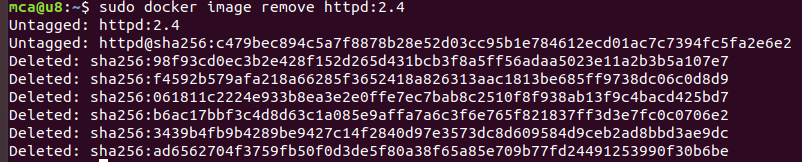 mca@u8:~$ sudo docker image remove httpd:2.4
Untagged: httpd:2.4
Untagged: httpd@sha256:c479bec894c5a7f8878b28e52d03cc95b1e784612ecd01ac7c7394fc5fa2e6e2
Deleted: sha256:98f93cd0ec3b2e428f152d265d431bcb3f8a5ff56adaa5023e11a2b3b5a107e7
Deleted: sha256:f4592b579afa218a66285f3652418a826313aac1813be685ff9738dc06c0d8d9
Deleted: sha256:061811c2224e933b8ea3e2e0ffe7ec7bab8c2510f8f938ab13f9c4bacd425bd7
Deleted: sha256:b6ac17bbf3c4d8d63c1a085e9affa7a6c3f6e765f821837ff3d3e7fc0c0706e2
Deleted: sha256:3439b4fb9b4289be9427c14f2840d97e3573dc8d609584d9ceb2ad8bbd3ae9dc
Deleted: sha256:ad6562704f3759fb50f0d3de5f80a38f65a85e709b77fd24491253990f30b6be